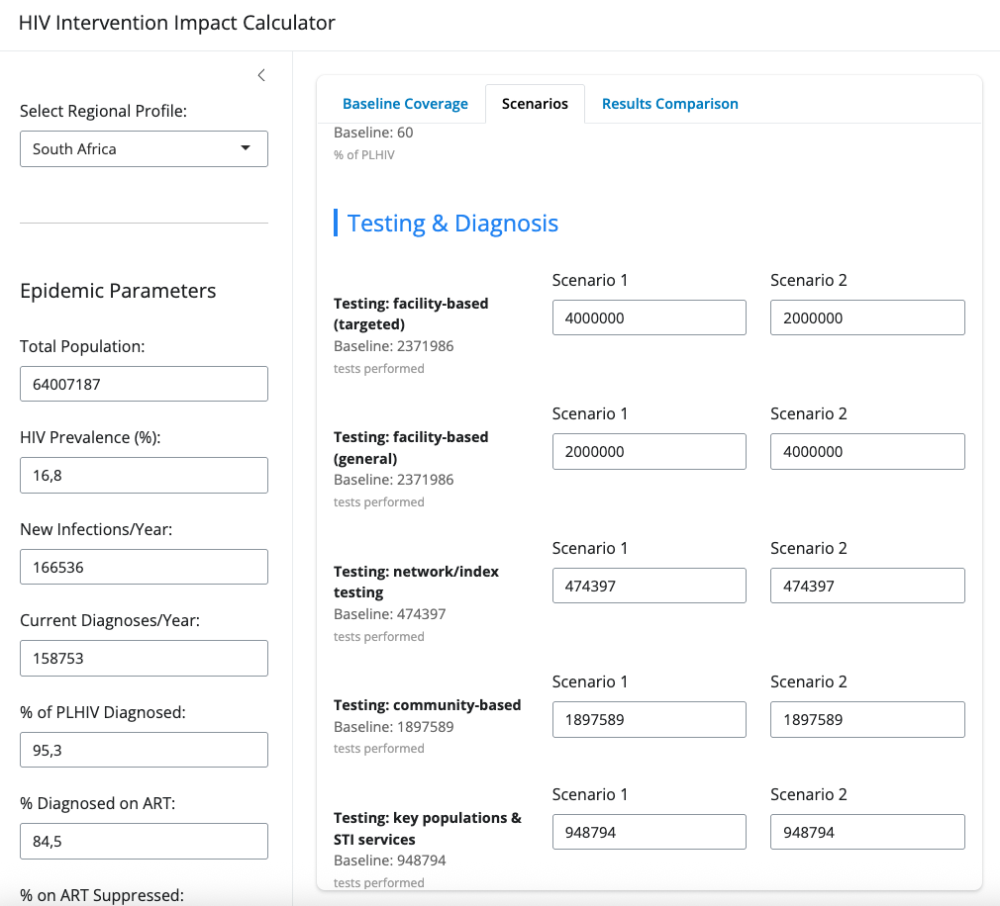 HIV Intervention Impact Calculator
Select Regional Profile:
South Africa
Epidemic Parameters
Total Population:
64007187
HIV Prevalence (%):
16,8
New Infections/Year:
166536
Current Diagnoses/Year:
158753
% of PLHIV Diagnosed:
95,3
% Diagnosed on ART:
84,5
% on ART Suppressed:
Baseline Coverage
Scenarios
Results Comparison
Baseline: 60
% of PLHIV
Testing & Diagnosis
Scenario 1
Scenario 2
Testing: facility-based
(targeted)
Baseline: 2371986
tests performed
4000000
2000000
Scenario 1
Scenario 2
Testing: facility-based
(general)
Baseline: 2371986
tests performed
2000000
4000000
Scenario 1
Scenario 2
Testing: network/index
testing
Baseline: 474397
tests performed
474397
474397
Scenario 1
Scenario 2
Testing: community-based
Baseline: 1897589
tests performed
1897589
1897589
Scenario 1
Scenario 2
Testing: key populations &
STI services
Baseline: 948794
tests performed
948794
948794